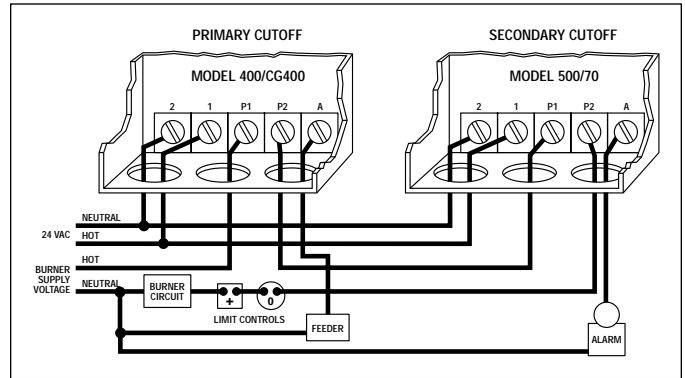 PRIMARY CUTOFF
SECONDARY CUTOFF
MODEL 400/CG400
MODEL 500/70
2 1 P1 P2 A
2 1 P1 P2 A
NEUTRAL
24 VAC
HOT
HOT
BURNER
SUPPLY
VOLTAGE
NEUTRAL
BURNER
CIRCUIT
+
0
LIMIT CONTROLS
FEEDER
ALARM